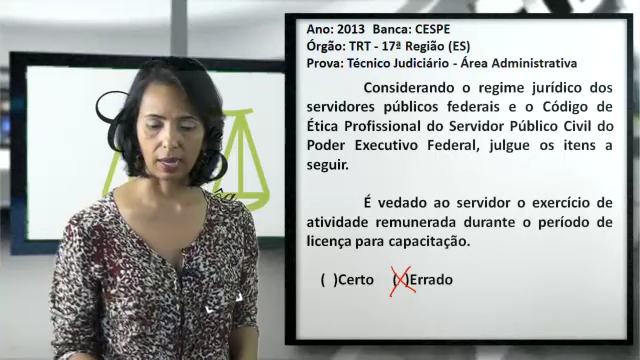 Ano: 2013 Banca: CESPE
Órgão: TRT - 17ª Região (ES)
Prova: Técnico Judiciário - Área Administrativa
Considerando o regime jurídico dos
servidores públicos federais e o Código de
Ética Profissional do Servidor Público Civil do
Poder Executivo Federal, julgue os itens a
seguir.
É vedado ao servidor o exercício de
atividade remunerada durante o período de
licença para capacitação.
( )Certo ( )Errado